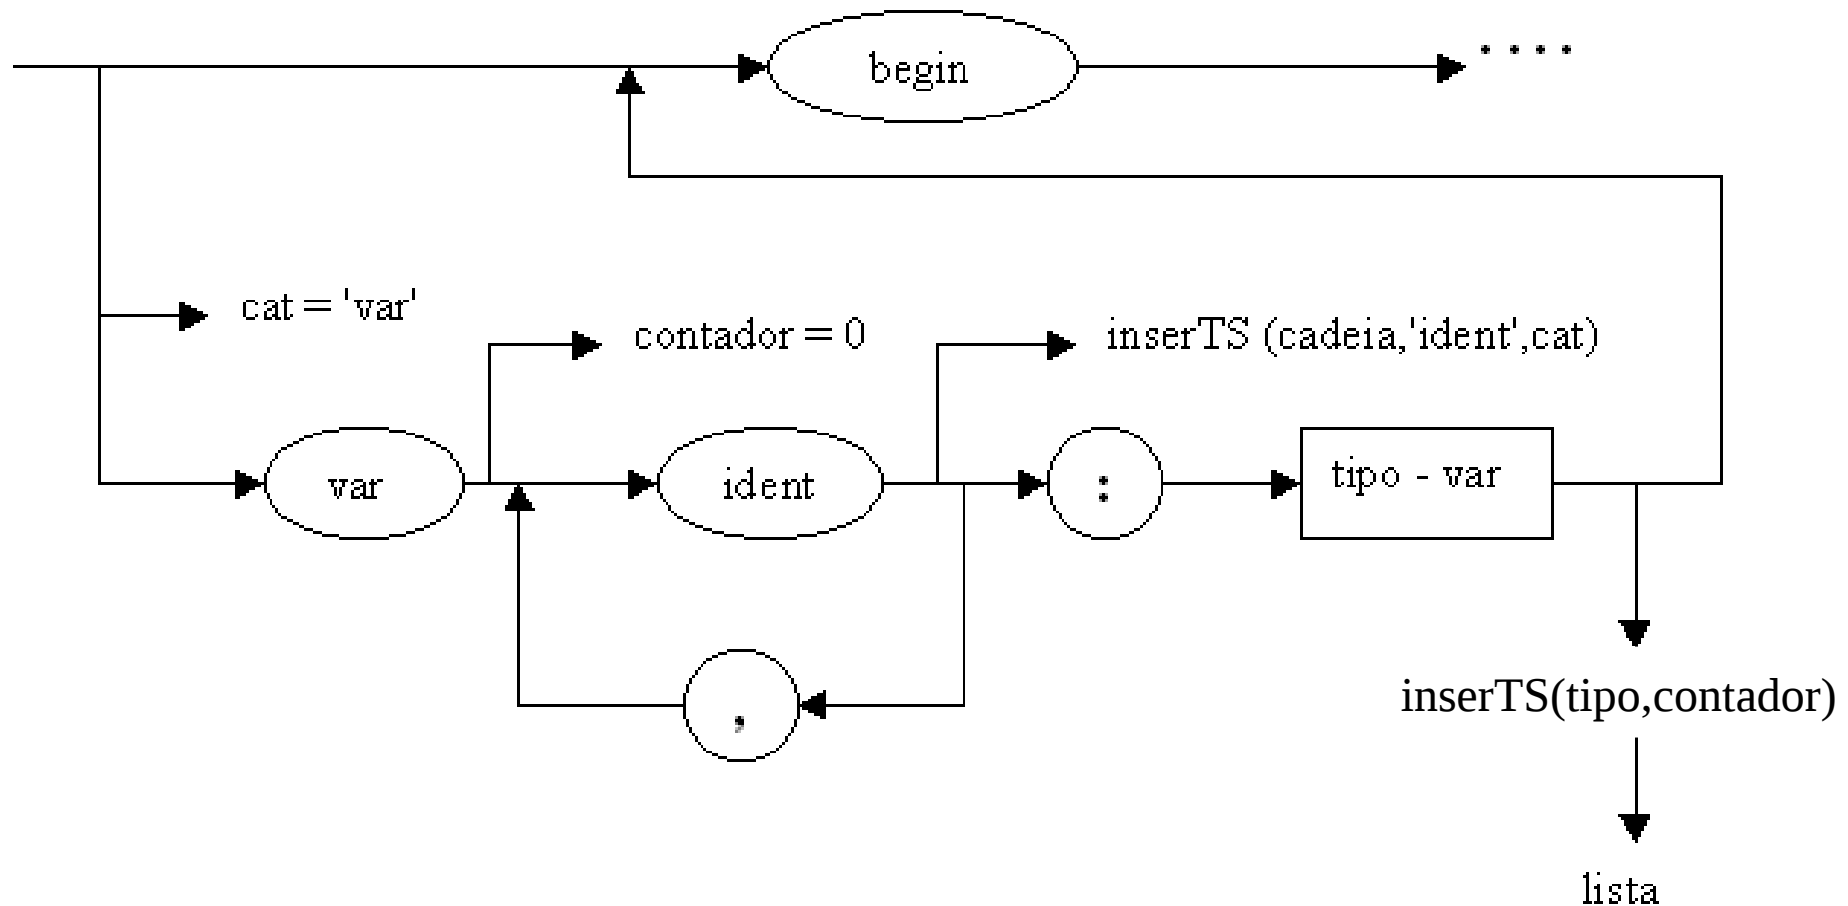 begin
. . . .
cat = 'var'
contador = 0
inserTS (cadeia,'ident',cat)
var
ident
:
tipo - var
,
inserTS(tipo,contador)
lista